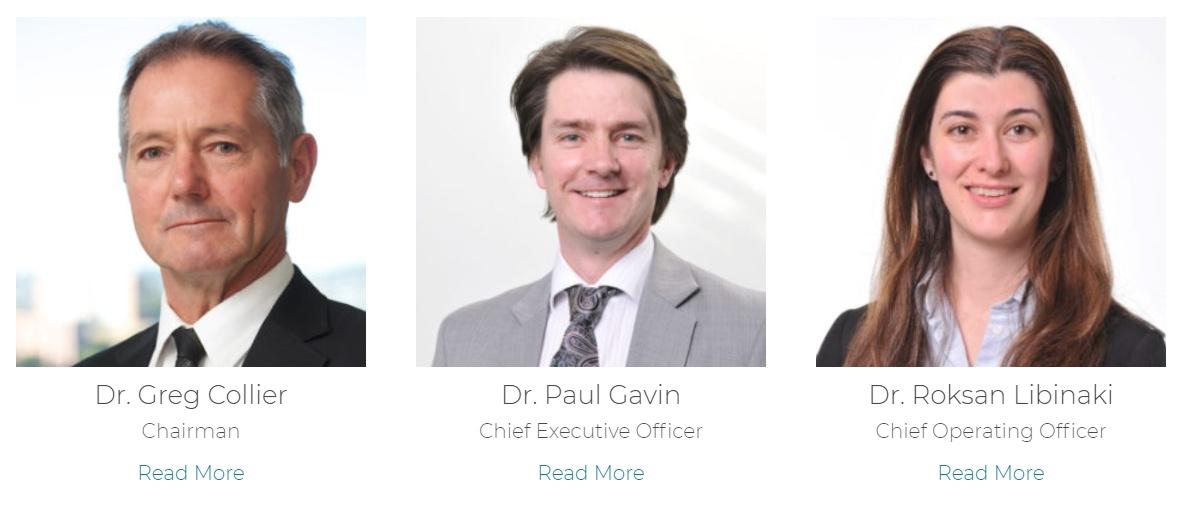 Dr. Greg Collier
Chairman
Read More
Dr. Paul Gavin
Chief Executive Officer
Read More
Dr. Roksan Libinaki
Chief Operating Officer
Read More